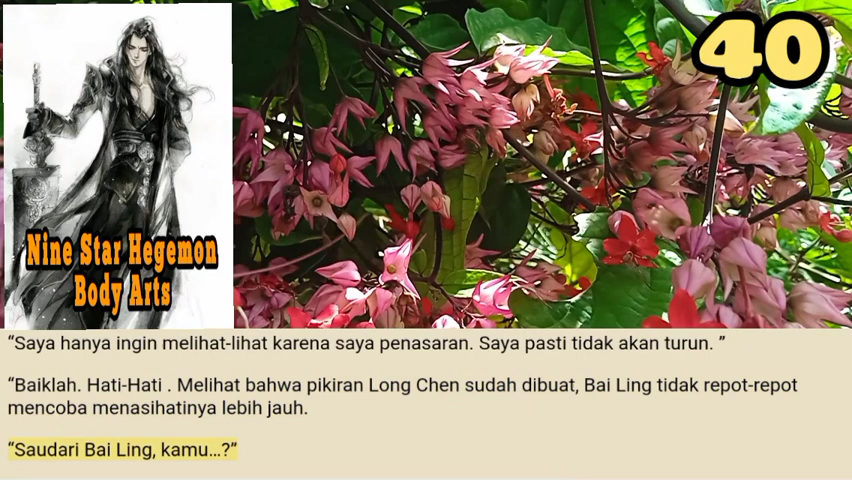 40
Nine Star Hegemon
Body Arts
“Saya hanya ingin melihat-lihat karena saya penasaran. Saya pasti tidak akan turun. ”
“Baiklah. Hati-Hati . Melihat bahwa pikiran Long Chen sudah dibuat, Bai Ling tidak repot-repot
mencoba menasihatinya lebih jauh.
“Saudari Bai Ling, kamu…?”